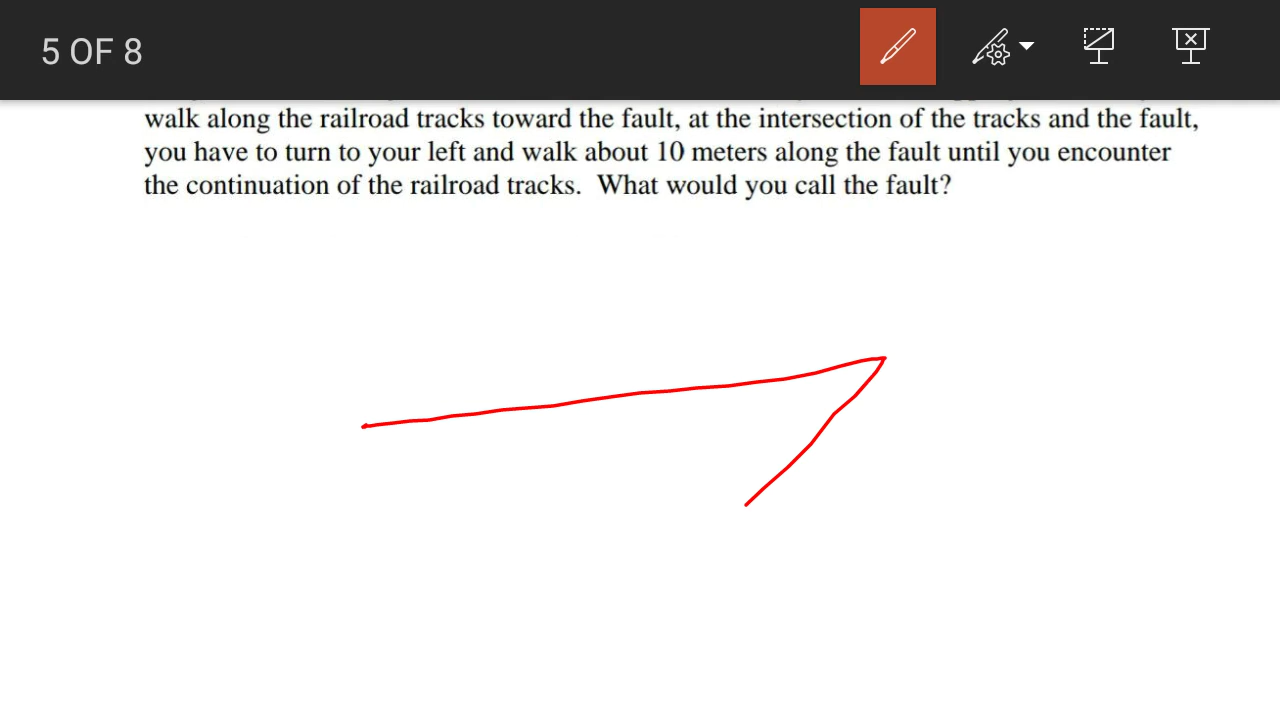 5 OF 8
walk along the railroad tracks toward the fault, at the intersection of the tracks and the fault,
you have to turn to your left and walk about 10 meters along the fault until you encounter
the continuation of the railroad tracks. What would you call the fault?